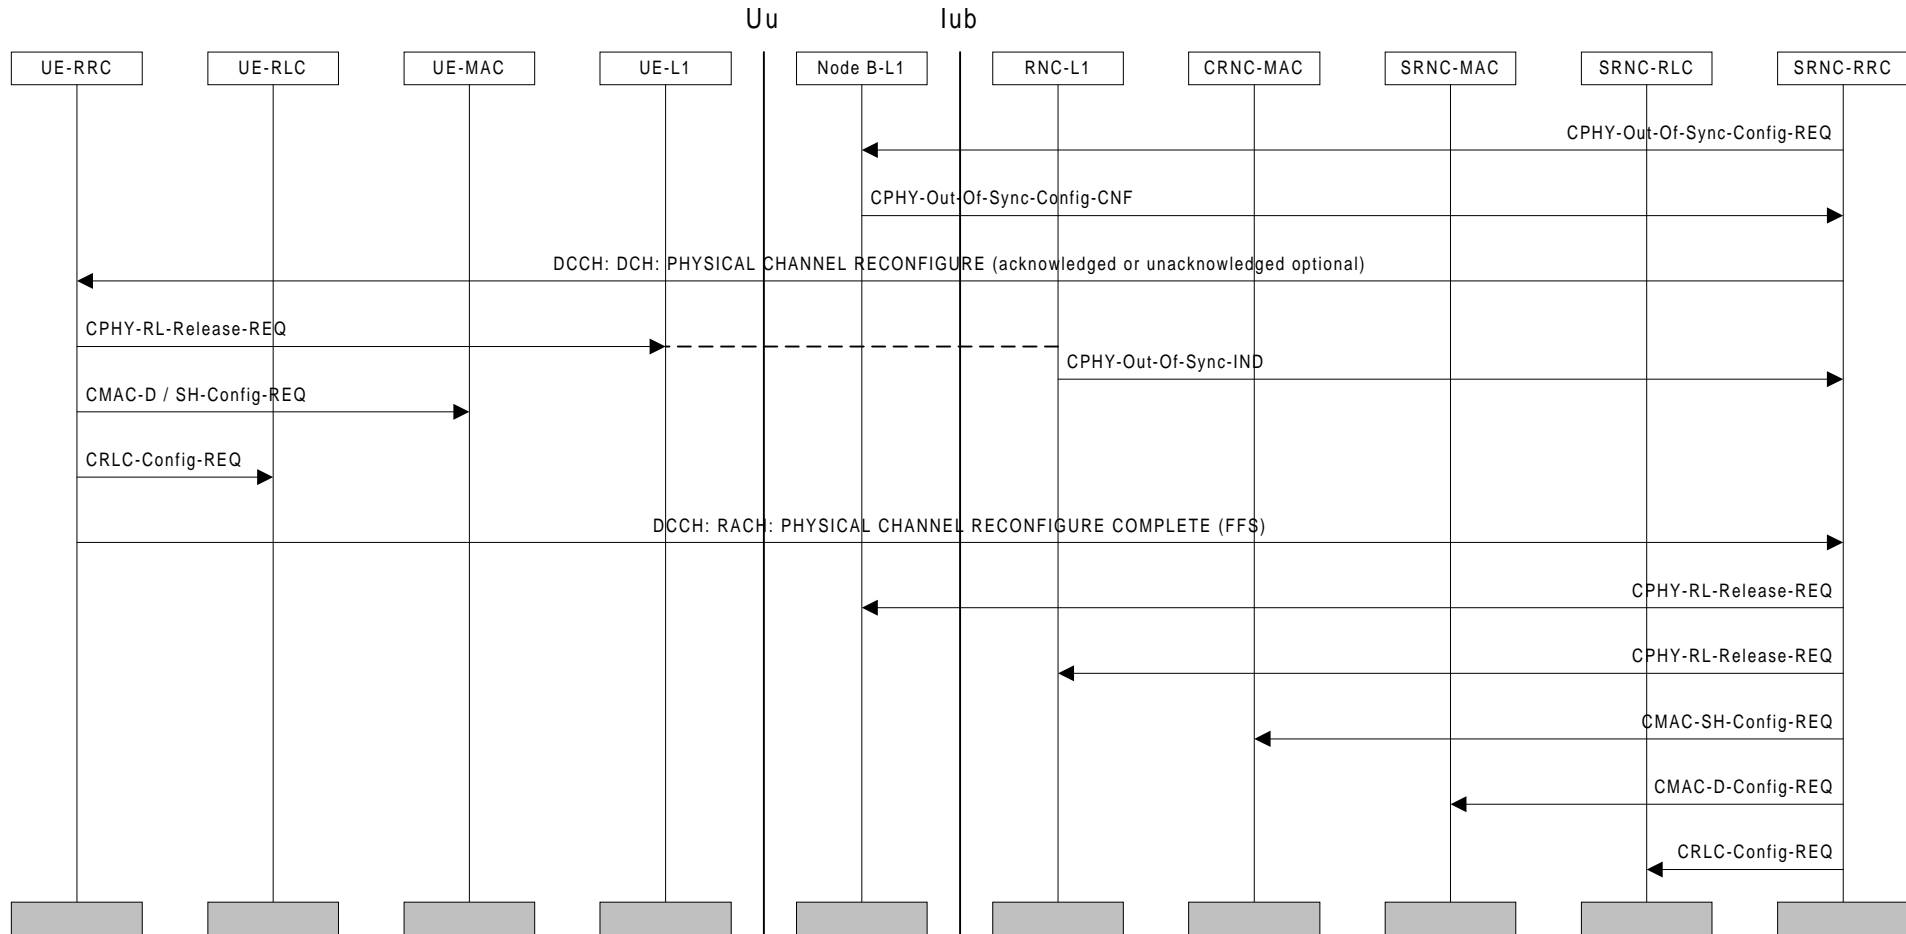 Uu
Iub
UE-RRC
UE-RLC
UE-MAC
UE-L1
Node B-L1
RNC-L1
CRNC-MAC
SRNC-MAC
SRNC-RLC
SRNC-RRC
CPHY-Out-Of-Sync-Config-REQ
CPHY-Out-Of-Sync-Config-CNF
DCCH: DCH: PHYSICAL CHANNEL RECONFIGURE (acknowledged or unacknowledged optional)
CPHY-RL-Release-REQ
CPHY-Out-Of-Sync-IND
CMAC-D / SH-Config-REQ
CRLC-Config-REQ
DCCH: RACH: PHYSICAL CHANNEL RECONFIGURE COMPLETE (FFS)
CPHY-RL-Release-REQ
CPHY-RL-Release-REQ
CMAC-SH-Config-REQ
CMAC-D-Config-REQ
CRLC-Config-REQ